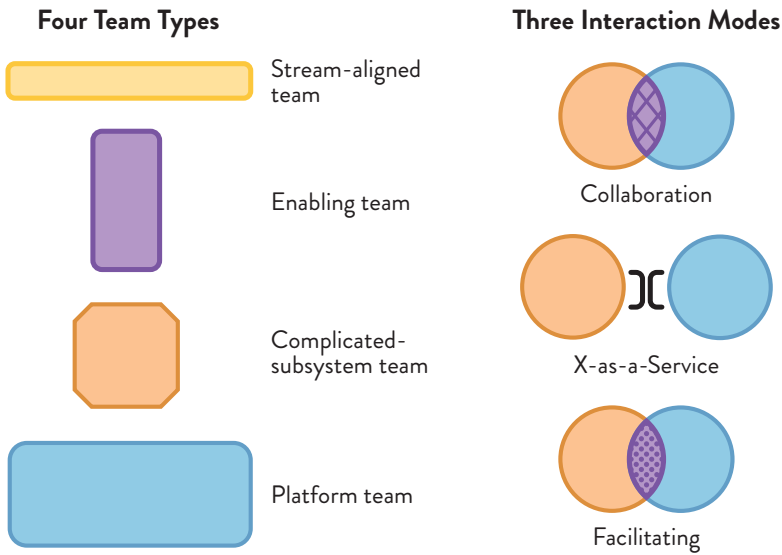 Four Team Types
Stream-aligned
team
Enabling team
Complicated-
subsystem team
Platform team
Three Interaction Modes
Collaboration
X-as-a-Service
Facilitating